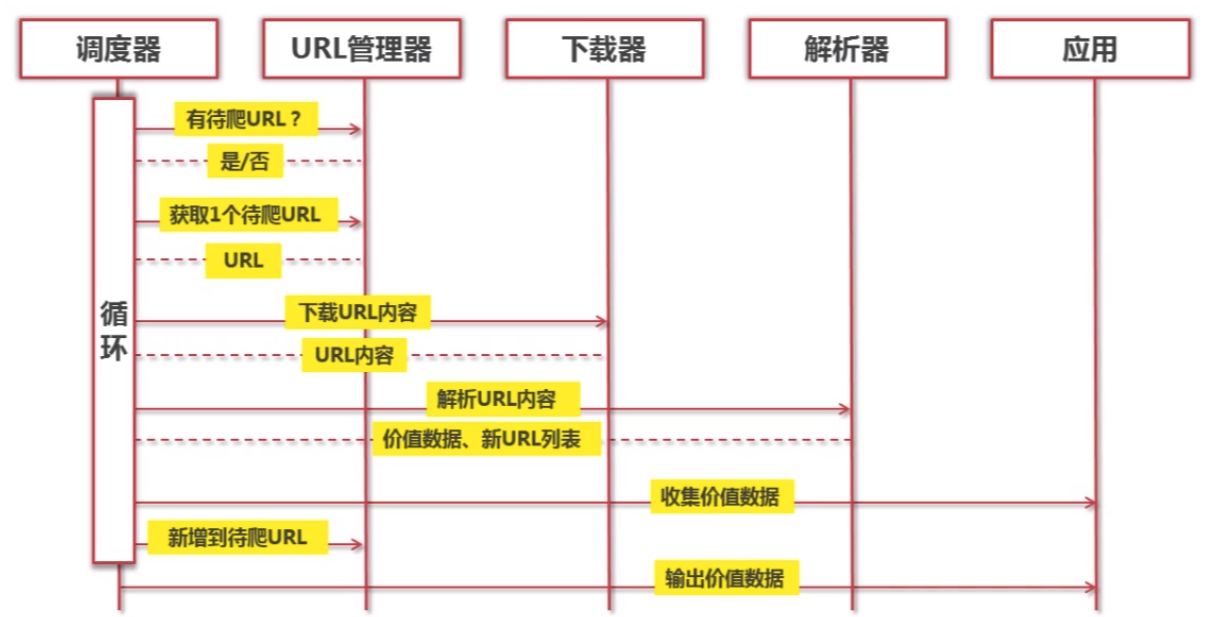 调度器
URL管理器
下载器
解析器
应用
有待爬URL？
是/否
获取1个待爬URL
URL
循
环
下载URL内容
URL内容
解析URL内容
价值数据、新URL列表
收集价值数据
新增到待爬URL
输出价值数据